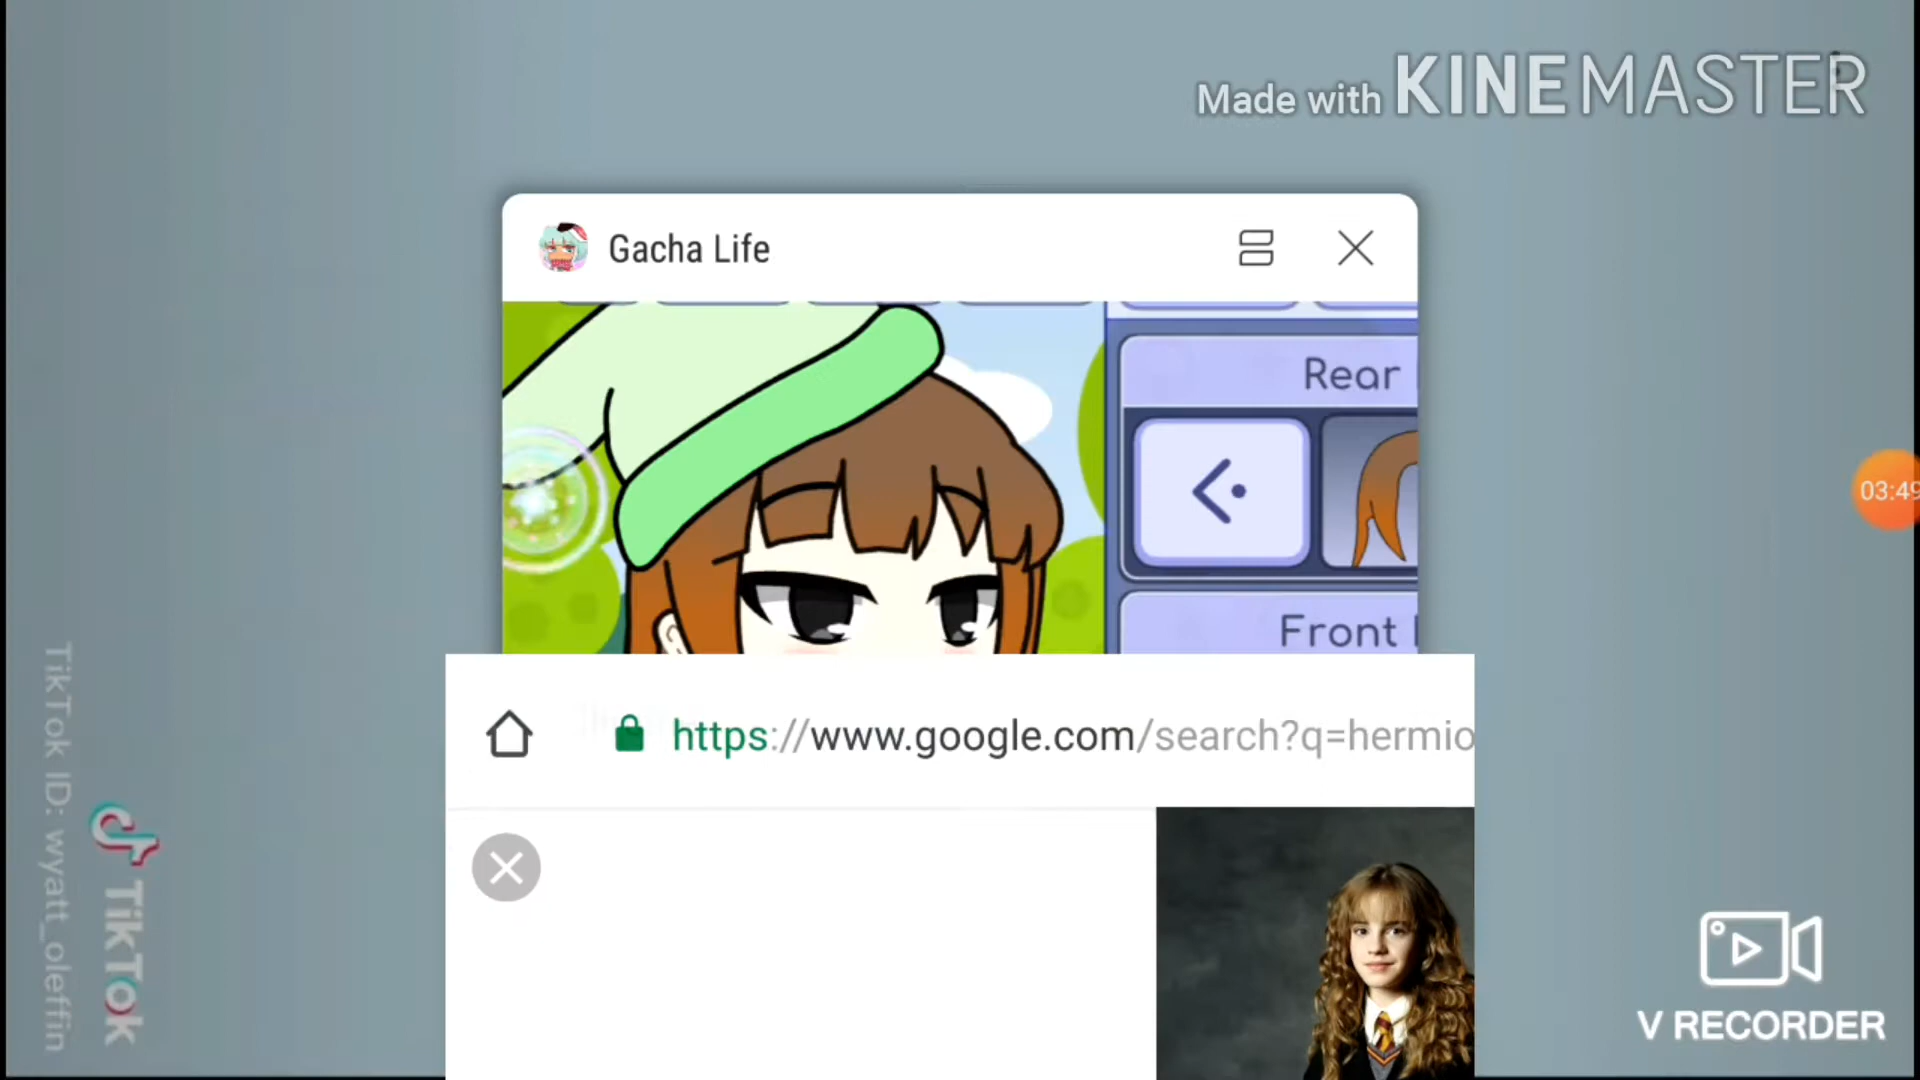 Made with KINEMASTER
Gacha Life
Rear
03:49
Front
https://www.google.com/search?q=hermio
TikTok
TikTok ID: wyatt_oleffin
V RECORDER